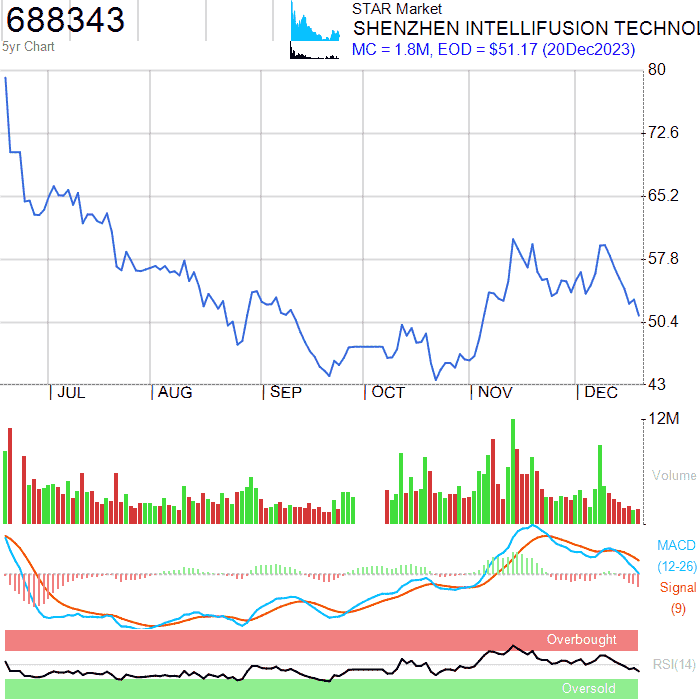 688343
5yr Chart
STAR Market
SHENZHEN INTELLIFUSION TECHNOL
MC = 1.8M, EOD = $51.17 (20Dec2023)
80
72.6
65.2
57.8
50.4
43
JUL
AUG
SEP
OCT
NOV
DEC
12M
Volume
MACD
(12-26)
Signal
(9)
Overbought
RSI(14)
Oversold